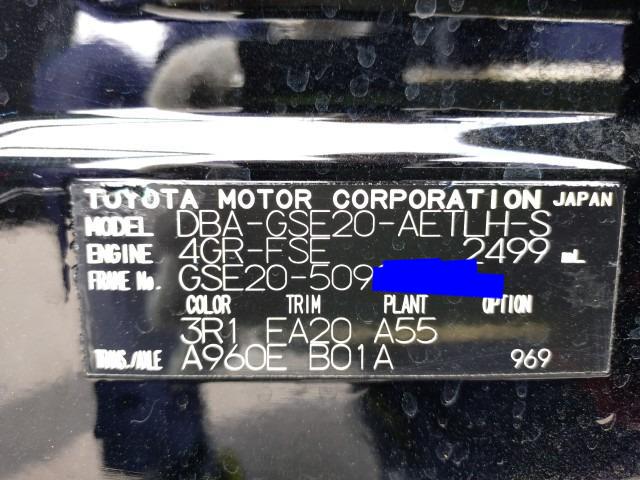 TOYOTA MOTOR CORPORATION JAPAN
MODEL DBA-GSE20-AETLH-S
ENGINE 4GR-FSE 2499 mL
FRAME No. GSE20-509
COLOR TRIM PLANT OPTION
3R1 EA20 A55
TRANS./AXLE A960E B01A 969